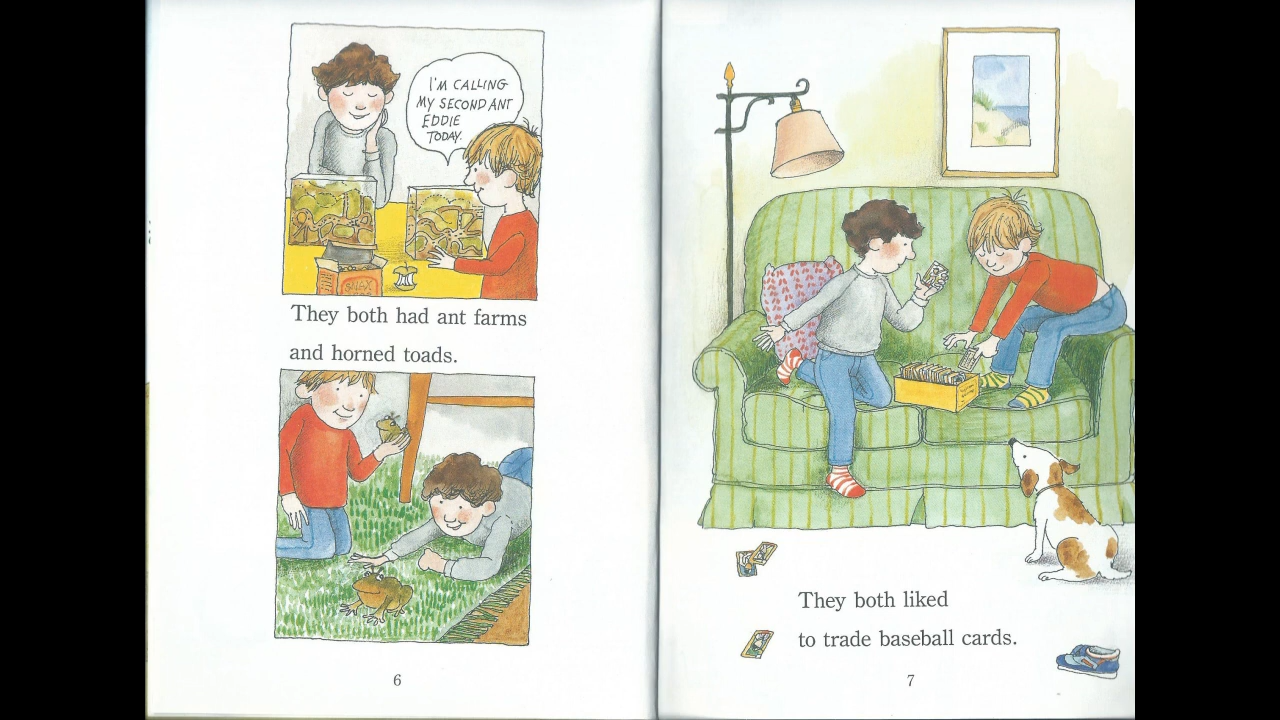 I'M CALLING
MY SECOND ANT
EDDIE
TODAY.
They both had ant farms
and horned toads.
6
They both liked
to trade baseball cards.
7